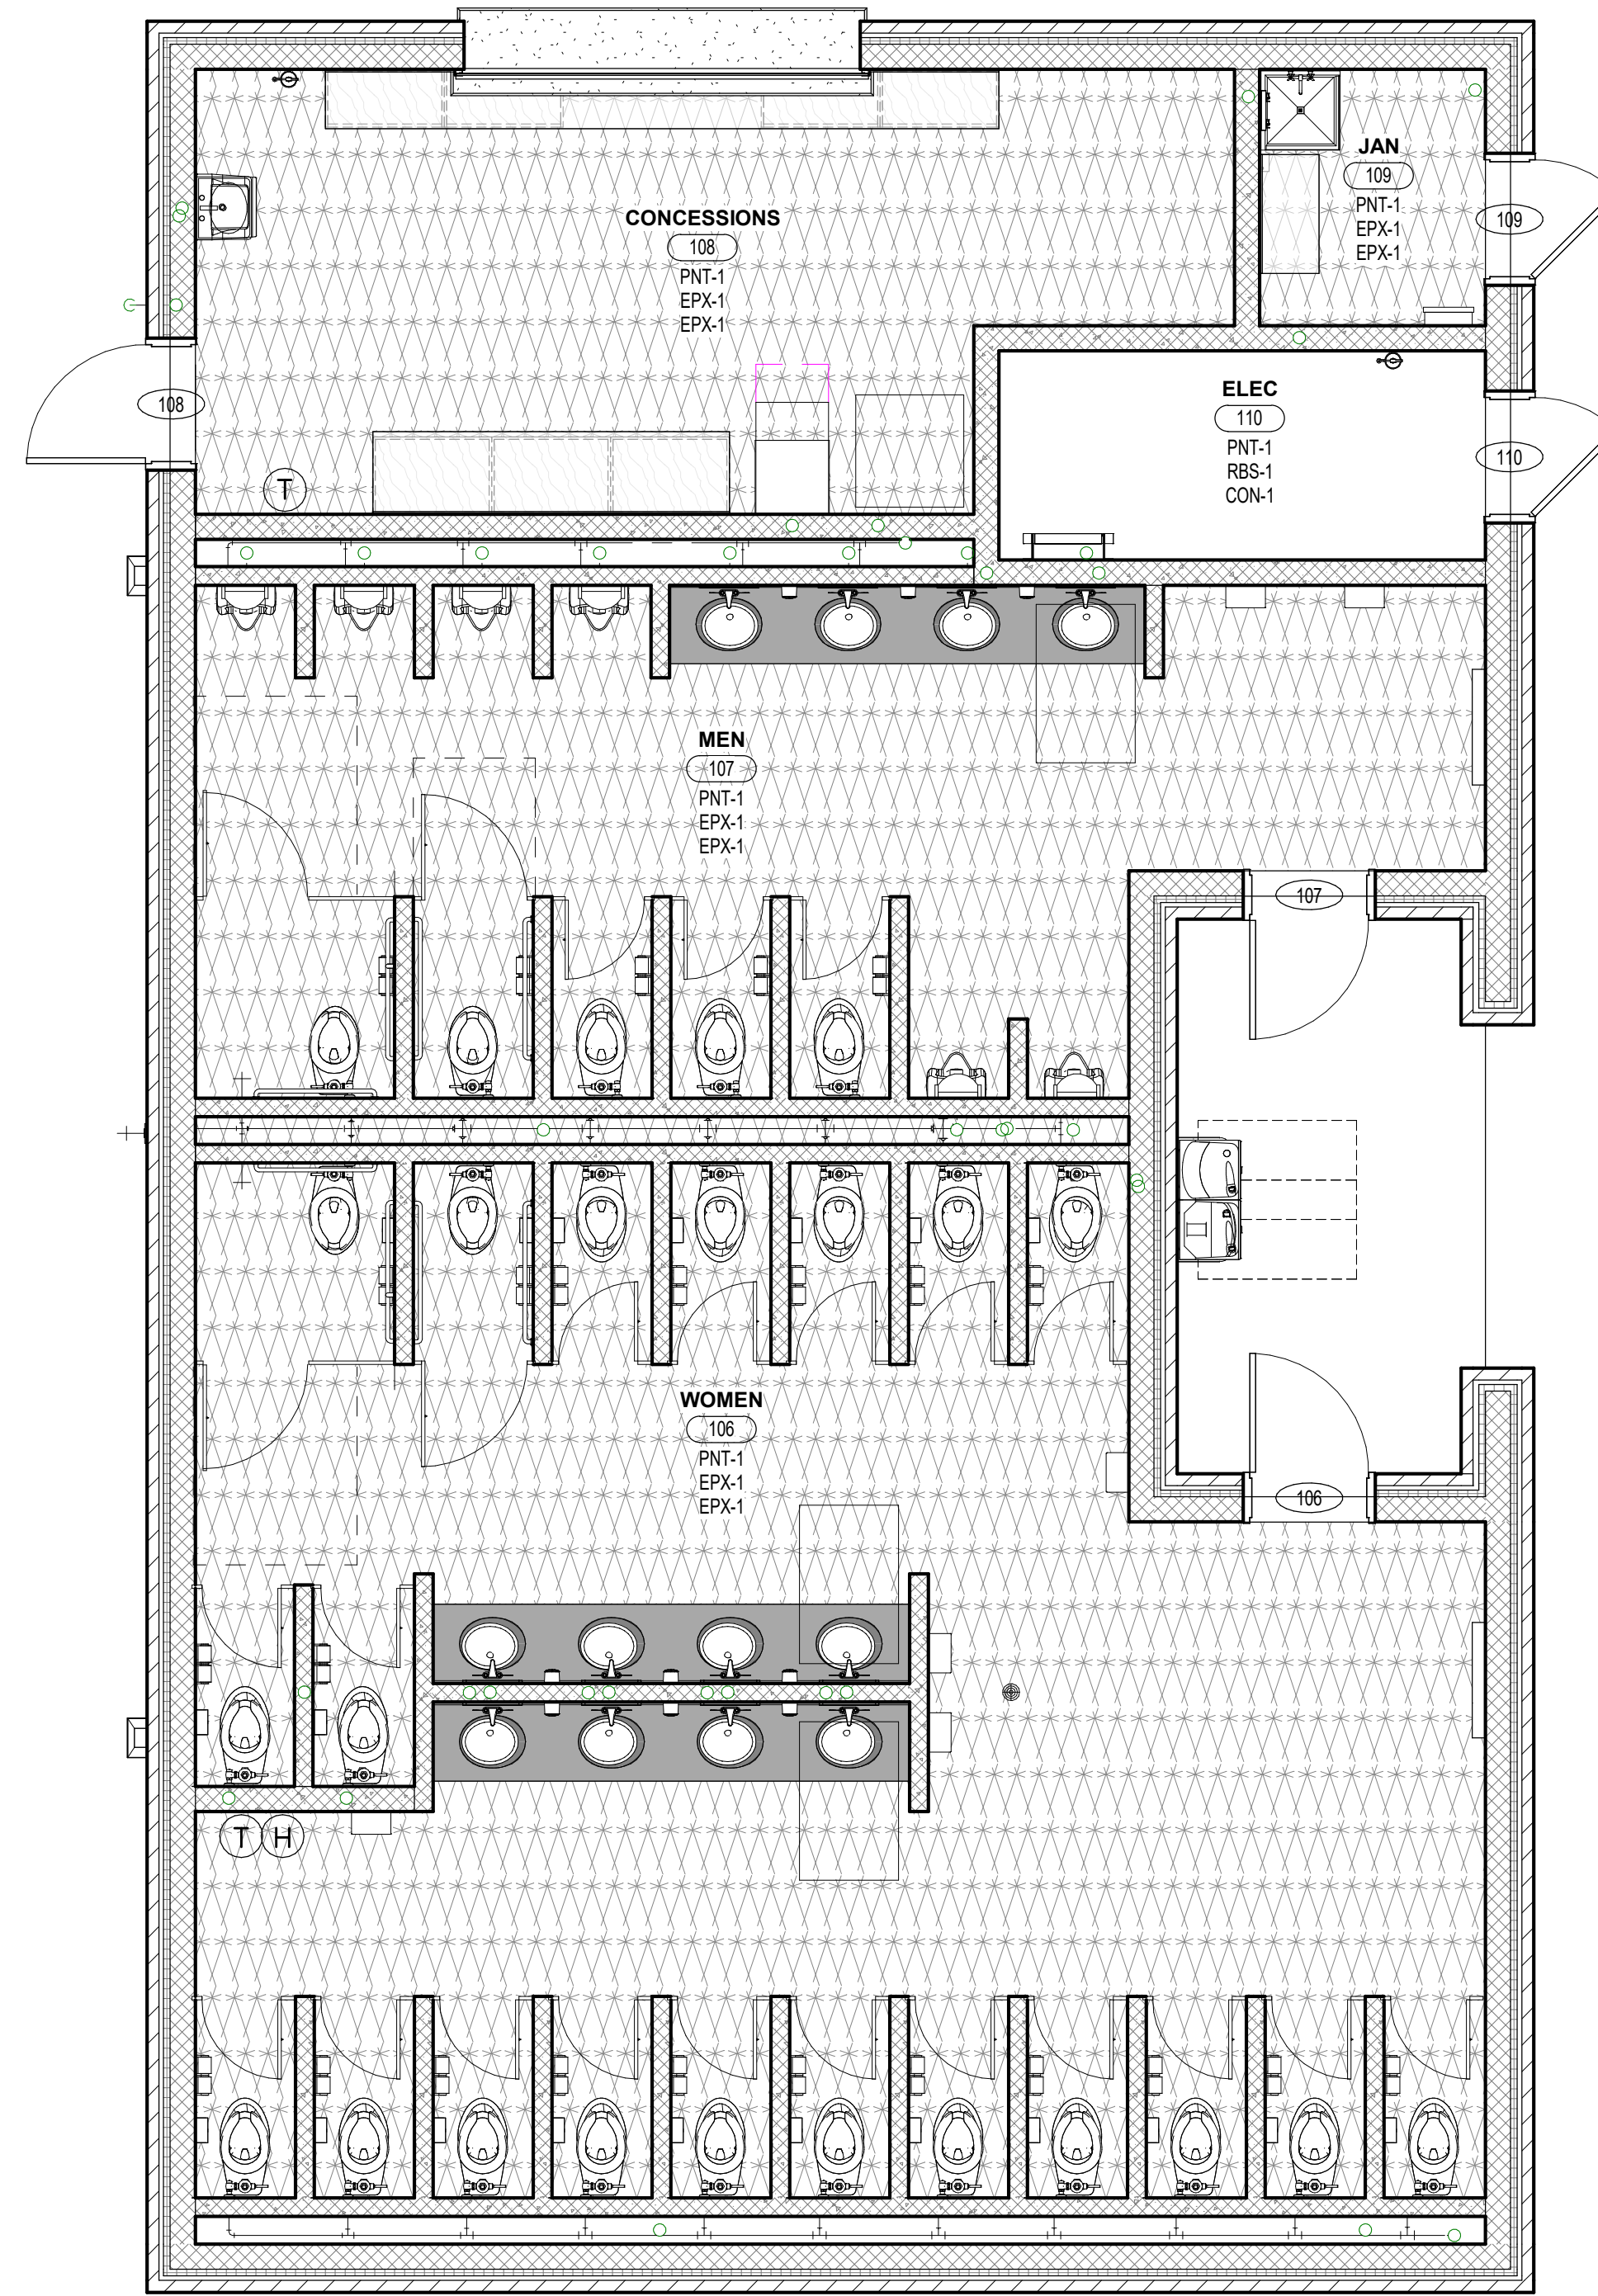 JAN
109
PNT-1
EPX-1
EPX-1
109
CONCESSIONS
108
PNT-1
EPX-1
EPX-1
108
ELEC
110
PNT-1
RBS-1
CON-1
110
T
MEN
107
PNT-1
EPX-1
EPX-1
107
WOMEN
106
PNT-1
EPX-1
EPX-1
106
T H